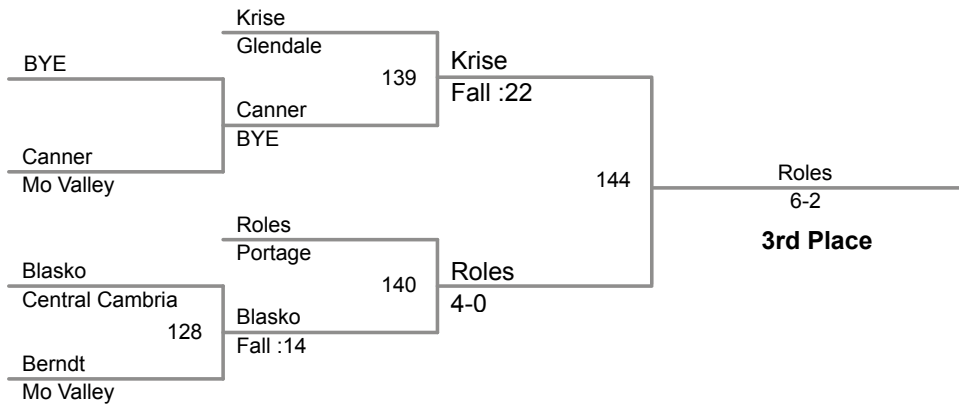 Krise
Glendale
BYE
139
Krise
Fall :22
Canner
BYE
Canner
Mo Valley
144
Roles
6-2
3rd Place
Roles
Portage
Blasko
Central Cambria
140
Roles
4-0
128
Blasko
Fall :14
Berndt
Mo Valley